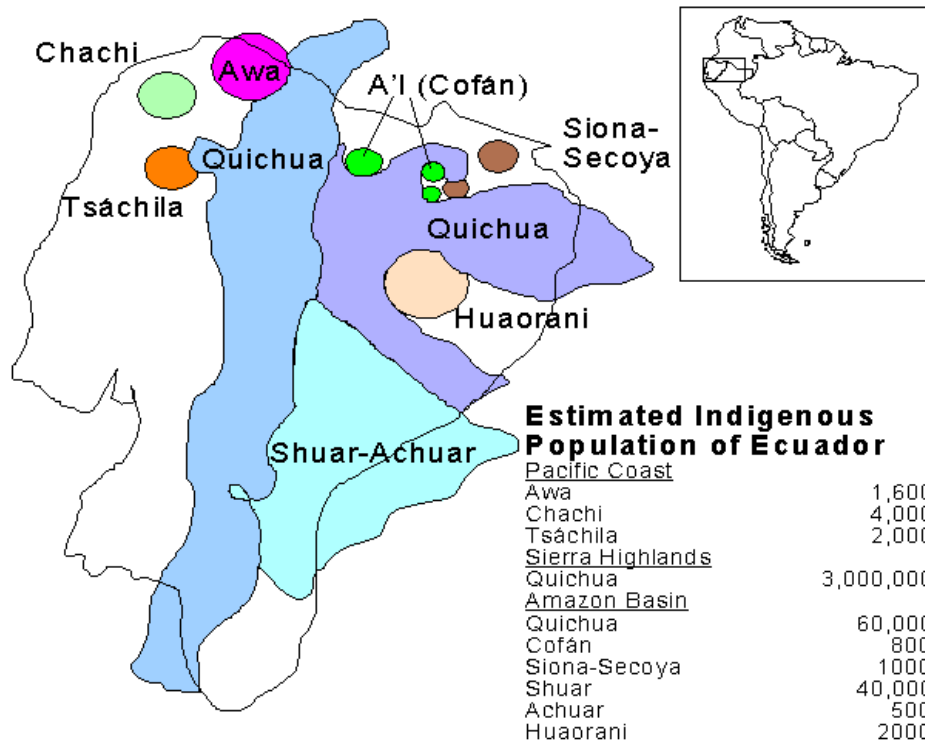 Chachi
Awa
A'I (Cofán)
Siona-
Secoya
Quichua
Tsáchila
Quichua
Huaorani
Shuar-Achuar
Estimated Indigenous
Population of Ecuador
Pacific Coast
Awa 1,600
Chachi 4,000
Tsáchila 2,000
Sierra Highlands
Quichua 3,000,000
Amazon Basin
Quichua 60,000
Cofán 800
Siona-Secoya 1000
Shuar 40,000
Achuar 500
Huaorani 2000